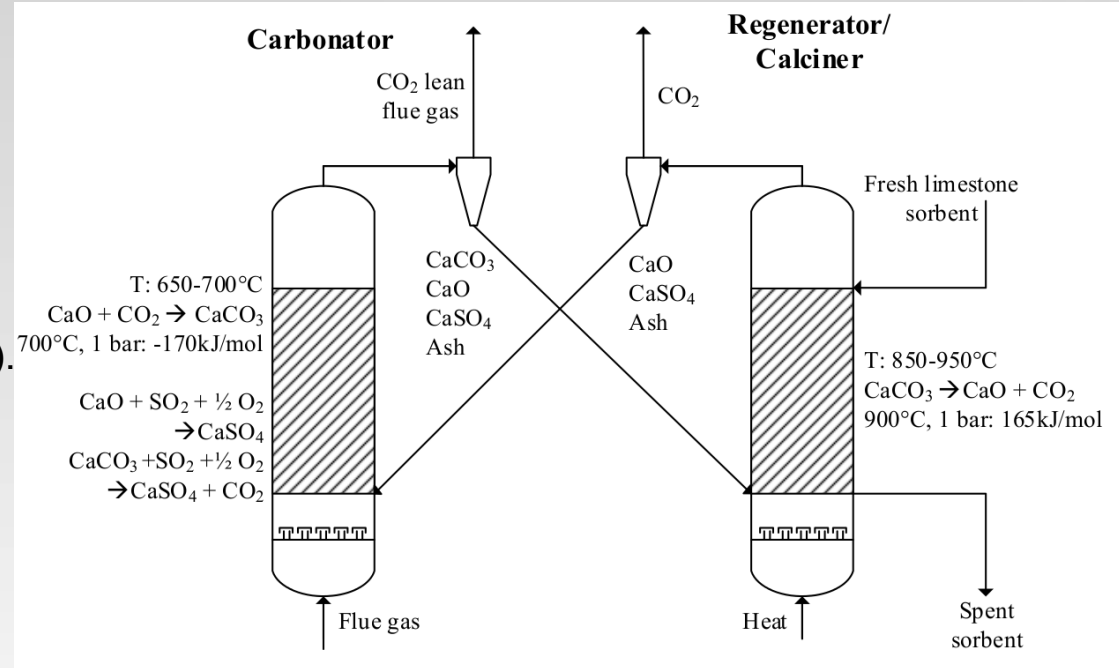 Carbonator
Regenerator/
Calciner
CO₂ lean
flue gas
CO₂
Fresh limestone
sorbent
CaCO₃
CaO
CaSO₄
Ash
CaO
CaSO₄
Ash
T: 650-700°C
CaO + CO₂ → CaCO₃
700°C, 1 bar: -170kJ/mol
).
CaO + SO₂ + ½ O₂
→CaSO₄
CaCO₃ +SO₂ +½ O₂
→CaSO₄ + CO₂
T: 850-950°C
CaCO₃ → CaO + CO₂
900°C, 1 bar: 165kJ/mol
Flue gas
Heat
Spent
sorbent